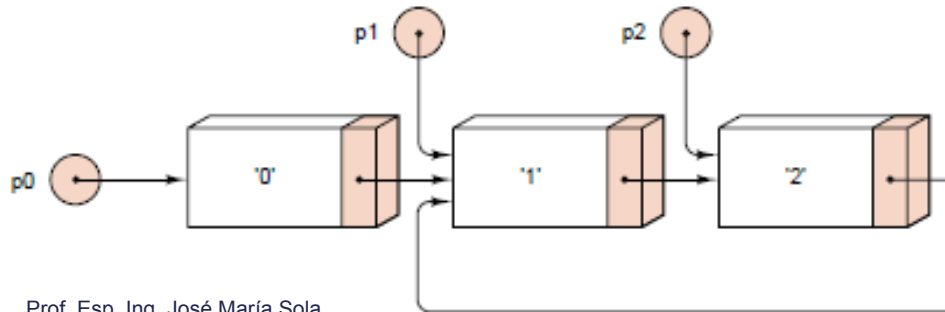 p1
p2
p0
'0'
'1'
'2'
Prof. Esp. Ing. José María Sola